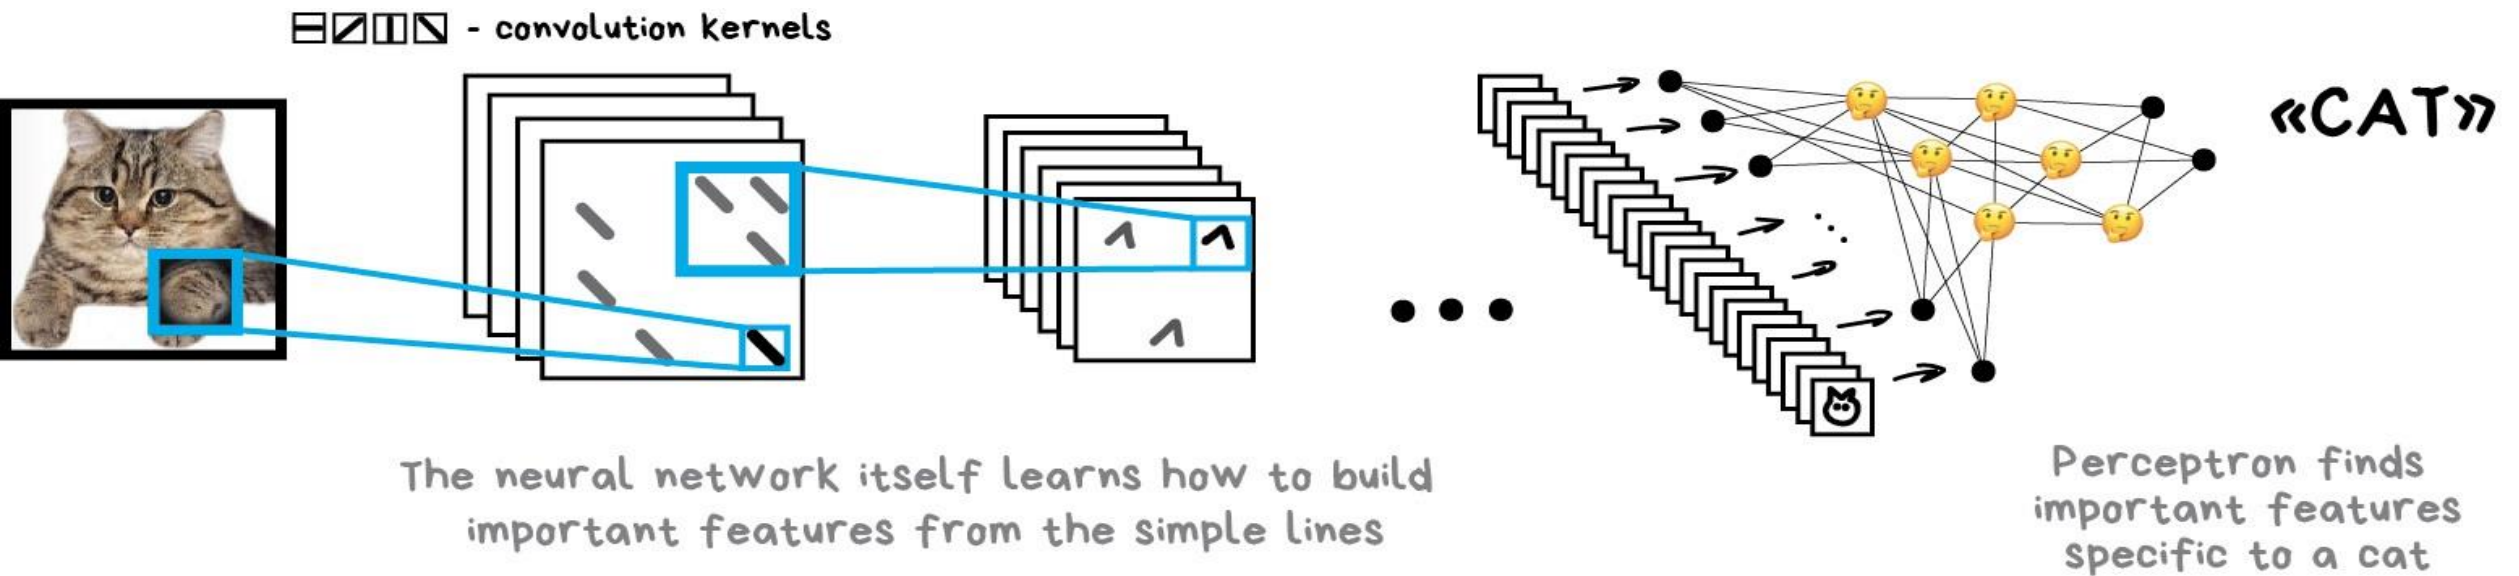 - convolution kernels
«CAT»
The neural network itself learns how to build
important features from the simple lines
Perceptron finds
important features
specific to a cat